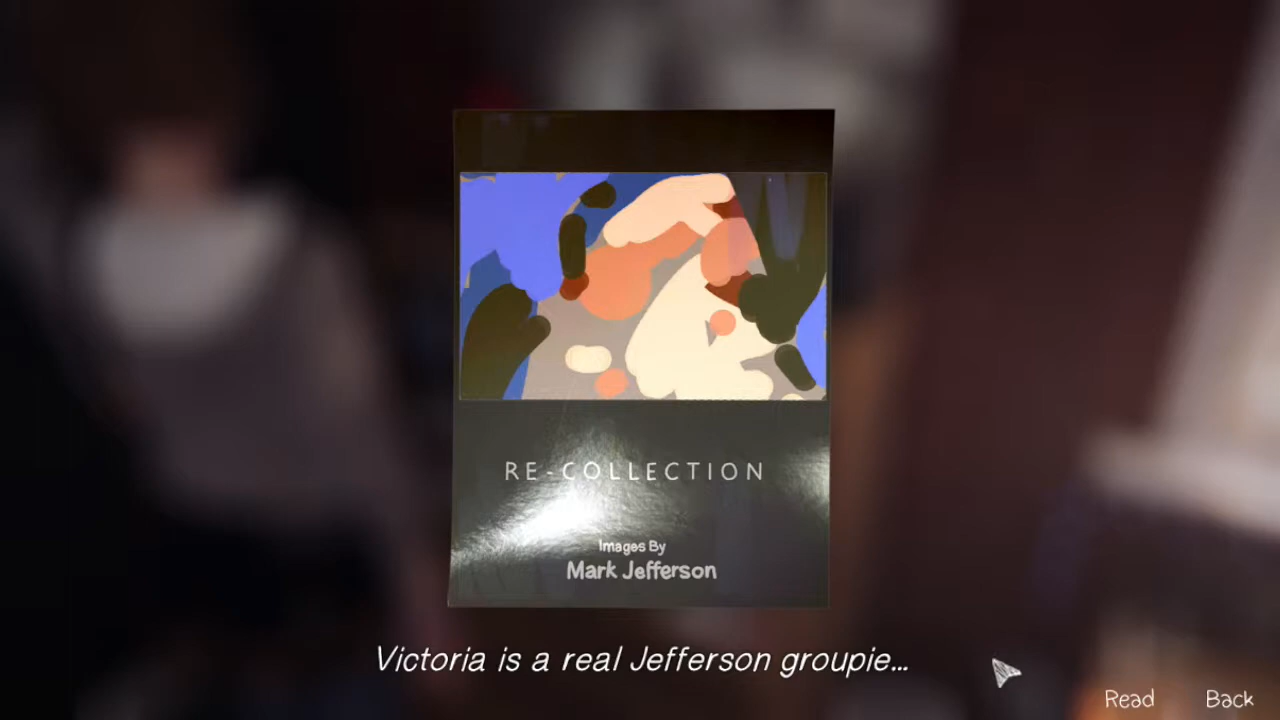 RE-COLLECTION
Images By
Mark Jefferson
Victoria is a real Jefferson groupie...
Read Back